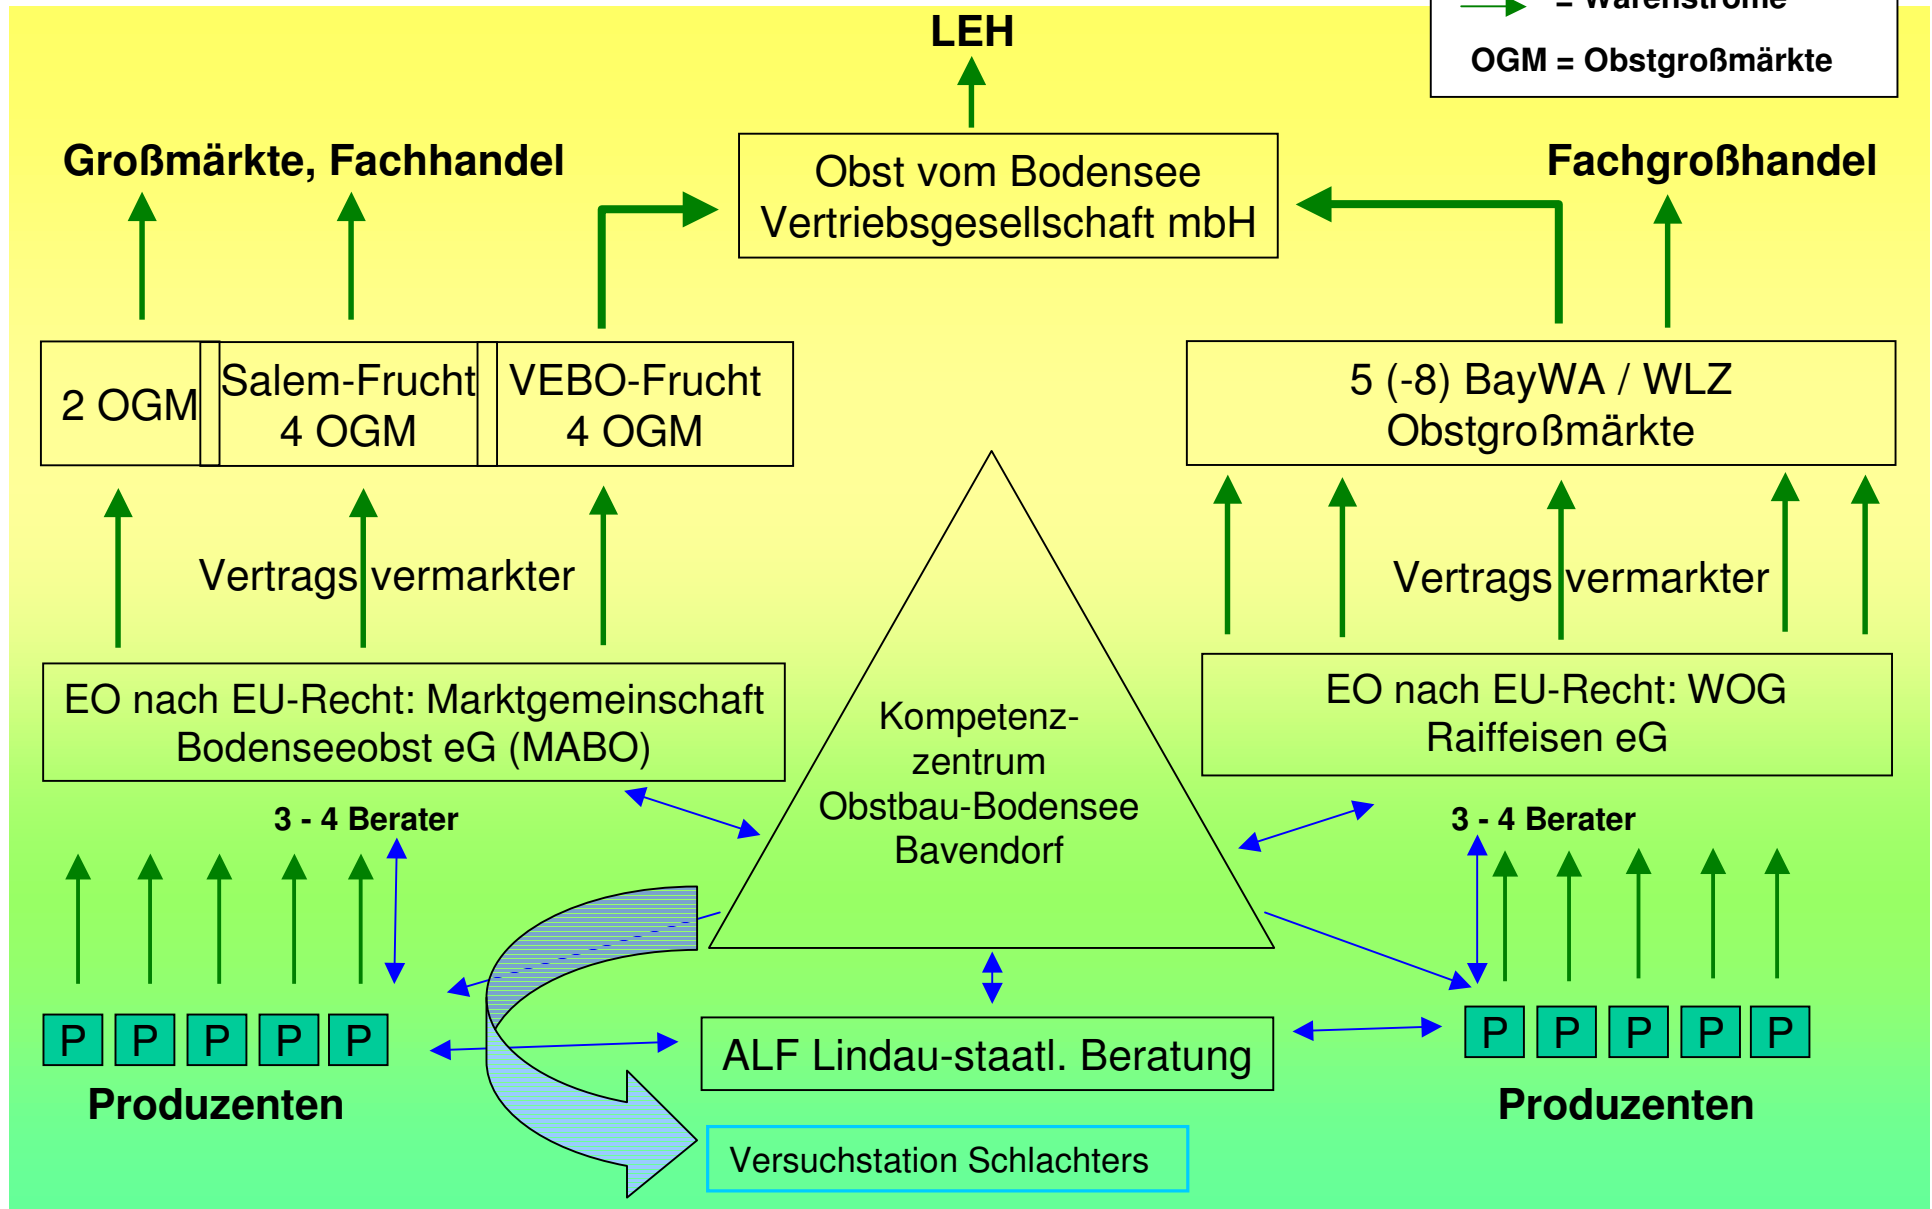 = Warenströme
OGM = Obstgroßmärkte
LEH
Großmärkte, Fachhandel
Obst vom Bodensee
Vertriebsgesellschaft mbH
Fachgroßhandel
2 OGM
Salem-Frucht
4 OGM
VEBO-Frucht
4 OGM
5 (-8) BayWA / WLZ
Obstgroßmärkte
Vertrags vermarkter
Vertrags vermarkter
EO nach EU-Recht: Marktgemeinschaft
Bodenseeobst eG (MABO)
Kompetenz-
zentrum
Obstbau-Bodensee
Bavendorf
EO nach EU-Recht: WOG
Raiffeisen eG
3 - 4 Berater
3 - 4 Berater
P P P P P
P P P P P
Produzenten
ALF Lindau-staatl. Beratung
Produzenten
Versuchstation Schlachters